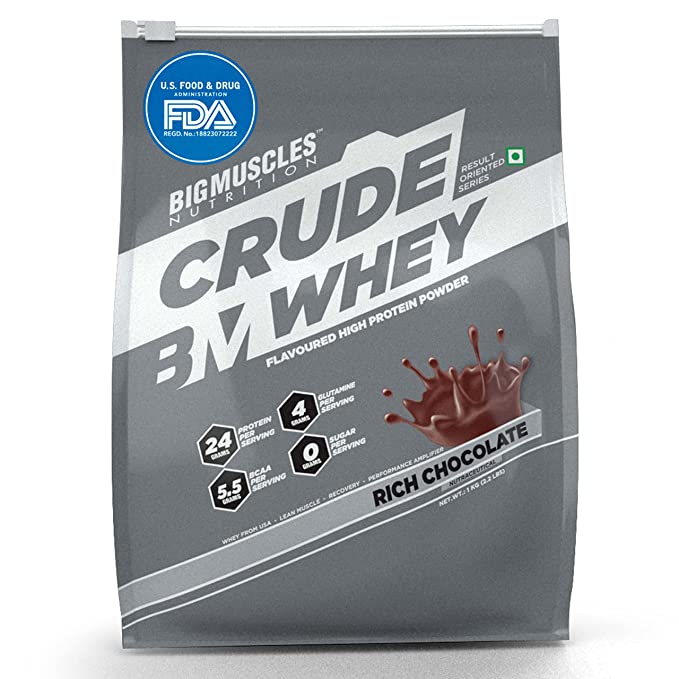 U.S. FOOD & DRUG
ADMINISTRATION
FDA
REGD. No.: 18823072222
BIGMUSCLES™
NUTRITION
CRUDE
BM WHEY
FLAVOURED HIGH PROTEIN POWDER
RESULT
ORIENTED
SERIES
24
GRAMS
PROTEIN
PER
SERVING
4
GRAMS
GLUTAMINE
PER
SERVING
5.5
GRAMS
BCAA
PER
SERVING
0
GRAMS
SUGAR
PER
SERVING
WHEY FROM USA - LEAN MUSCLE - RECOVERY - PERFORMANCE AMPLIFIER
RICH CHOCOLATE
NUTRACEUTICAL
NET.WT.: 1 KG (2.2 LBS)